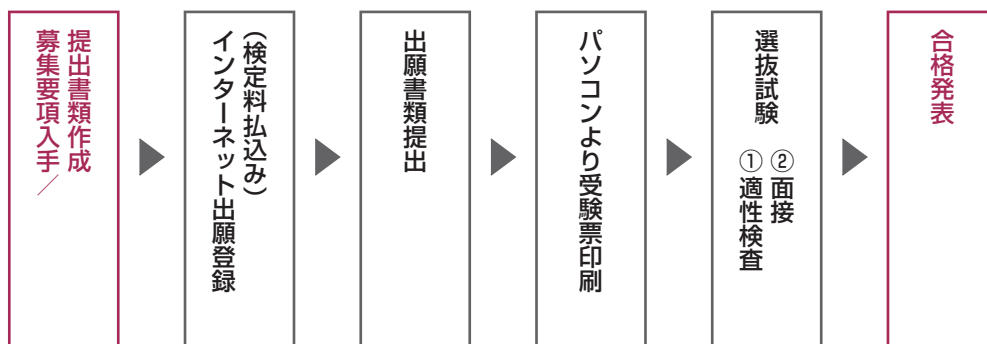 募集要項入手／
提出書類作成
インターネット出願登録
（検定料払込み）
出願書類提出
パソコンより受験票印刷
選抜試験 ①適性検査
②面接
合格発表